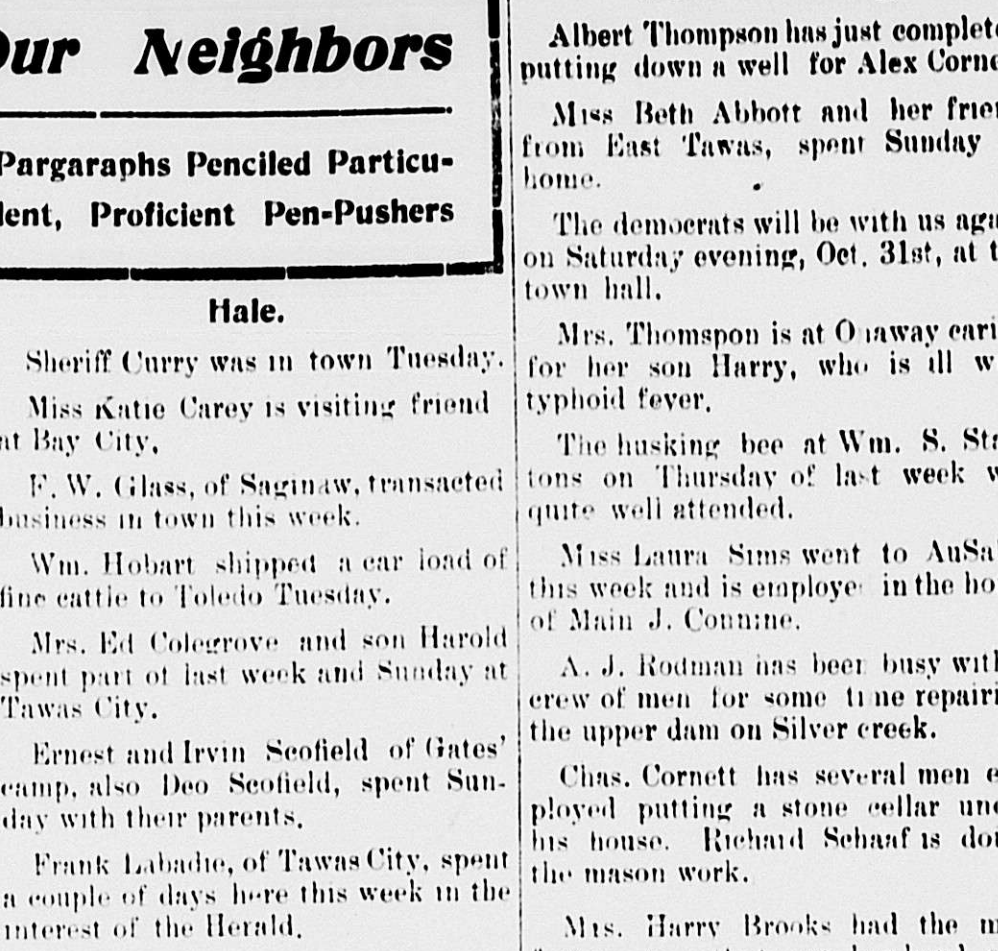 Our Neighbors
Pargaraphs Penciled Particu-
lent, Proficient Pen-Pushers
Hale.
Sheriff Curry was in town Tuesday.
Miss Katie Carey is visiting friend
at Bay City.
F. W. Glass, of Saginaw, transacted
business in town this week.
Wm. Hobart shipped a car load of
fine cattle to Toledo Tuesday.
Mrs. Ed Colegrove and son Harold
spent part of last week and Sunday at
Tawas City.
Ernest and Irvin Scofield of Gates'
camp, also Deo Scofield, spent Sun-
day with their parents.
Frank Labadie, of Tawas City, spent
a couple of days here this week in the
interest of the Herald.
Albert Thompson has just complete
putting down a well for Alex Corne
Miss Beth Abbott and her frien
from East Tawas, spent Sunday
home.
The democrats will be with us aga
on Saturday evening, Oct. 31st, at t
town hall.
Mrs. Thomspon is at Onaway cari
for her son Harry, who is ill w
typhoid fever.
The husking bee at Wm. S. Sta
tons on Thursday of last week w
quite well attended.
Miss Laura Sims went to AuSa
this week and is employe in the ho
of Main J. Connine.
A. J. Rodman has been busy with
crew of men for some time repairi
the upper dam on Silver creek.
Chas. Cornett has several men e
ployed putting a stone cellar und
his house. Richard Schaaf is doi
the mason work.
Mrs. Harry Brooks had the m